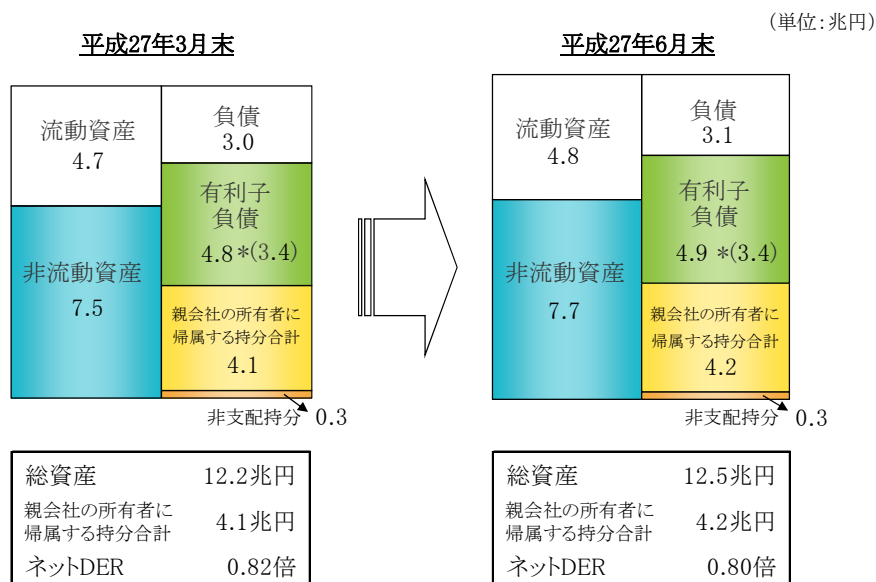 (単位:兆円)
平成27年3月末
流動資産
4.7
負債
3.0
有利子
負債
4.8 *(3.4)
非流動資産
7.5
親会社の所有者に
帰属する持分合計
4.1
非支配持分 0.3
総資産 12.2兆円
親会社の所有者に
帰属する持分合計 4.1兆円
ネットDER 0.82倍
平成27年6月末
流動資産
4.8
負債
3.1
有利子
負債
4.9 *(3.4)
非流動資産
7.7
親会社の所有者に
帰属する持分合計
4.2
非支配持分 0.3
総資産 12.5兆円
親会社の所有者に
帰属する持分合計 4.2兆円
ネットDER 0.80倍